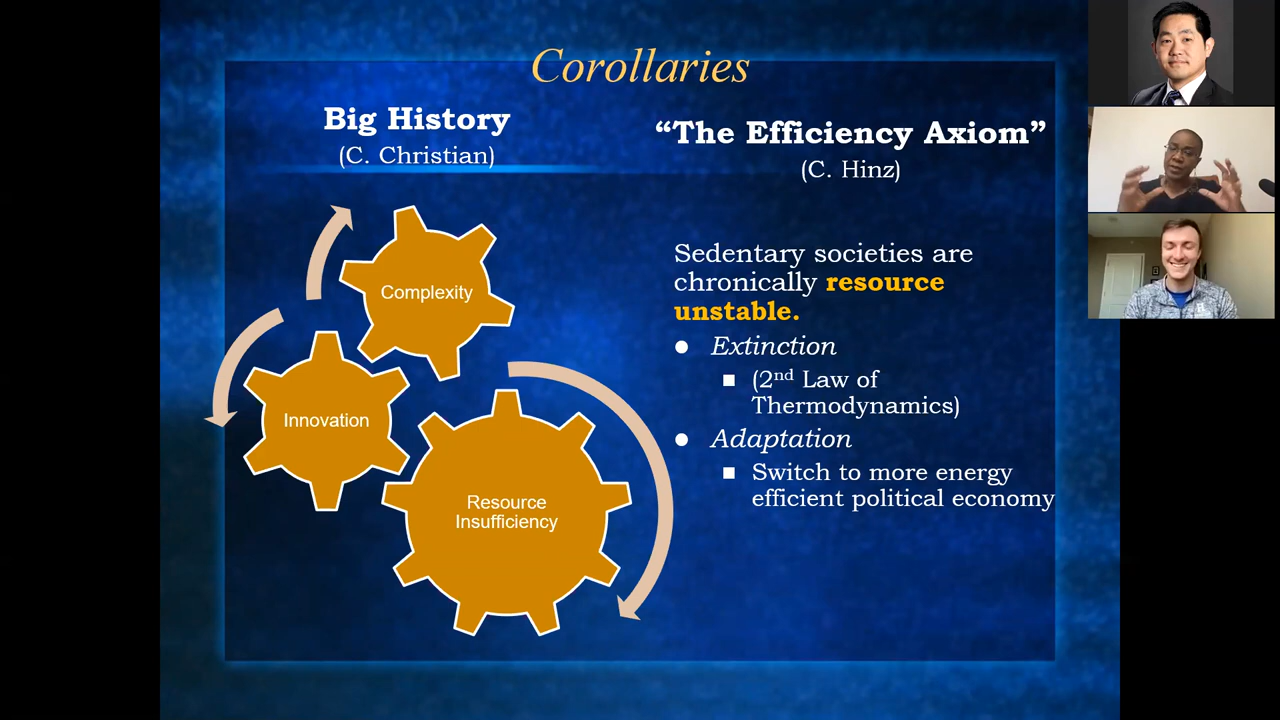 Corollaries
Big History
(C. Christian)
Complexity
Innovation
Resource
Insufficiency
“The Efficiency Axiom”
(C. Hinz)
Sedentary societies are
chronically resource
unstable.
● Extinction
■ (2nd Law of
Thermodynamics)
● Adaptation
■ Switch to more energy
efficient political economy